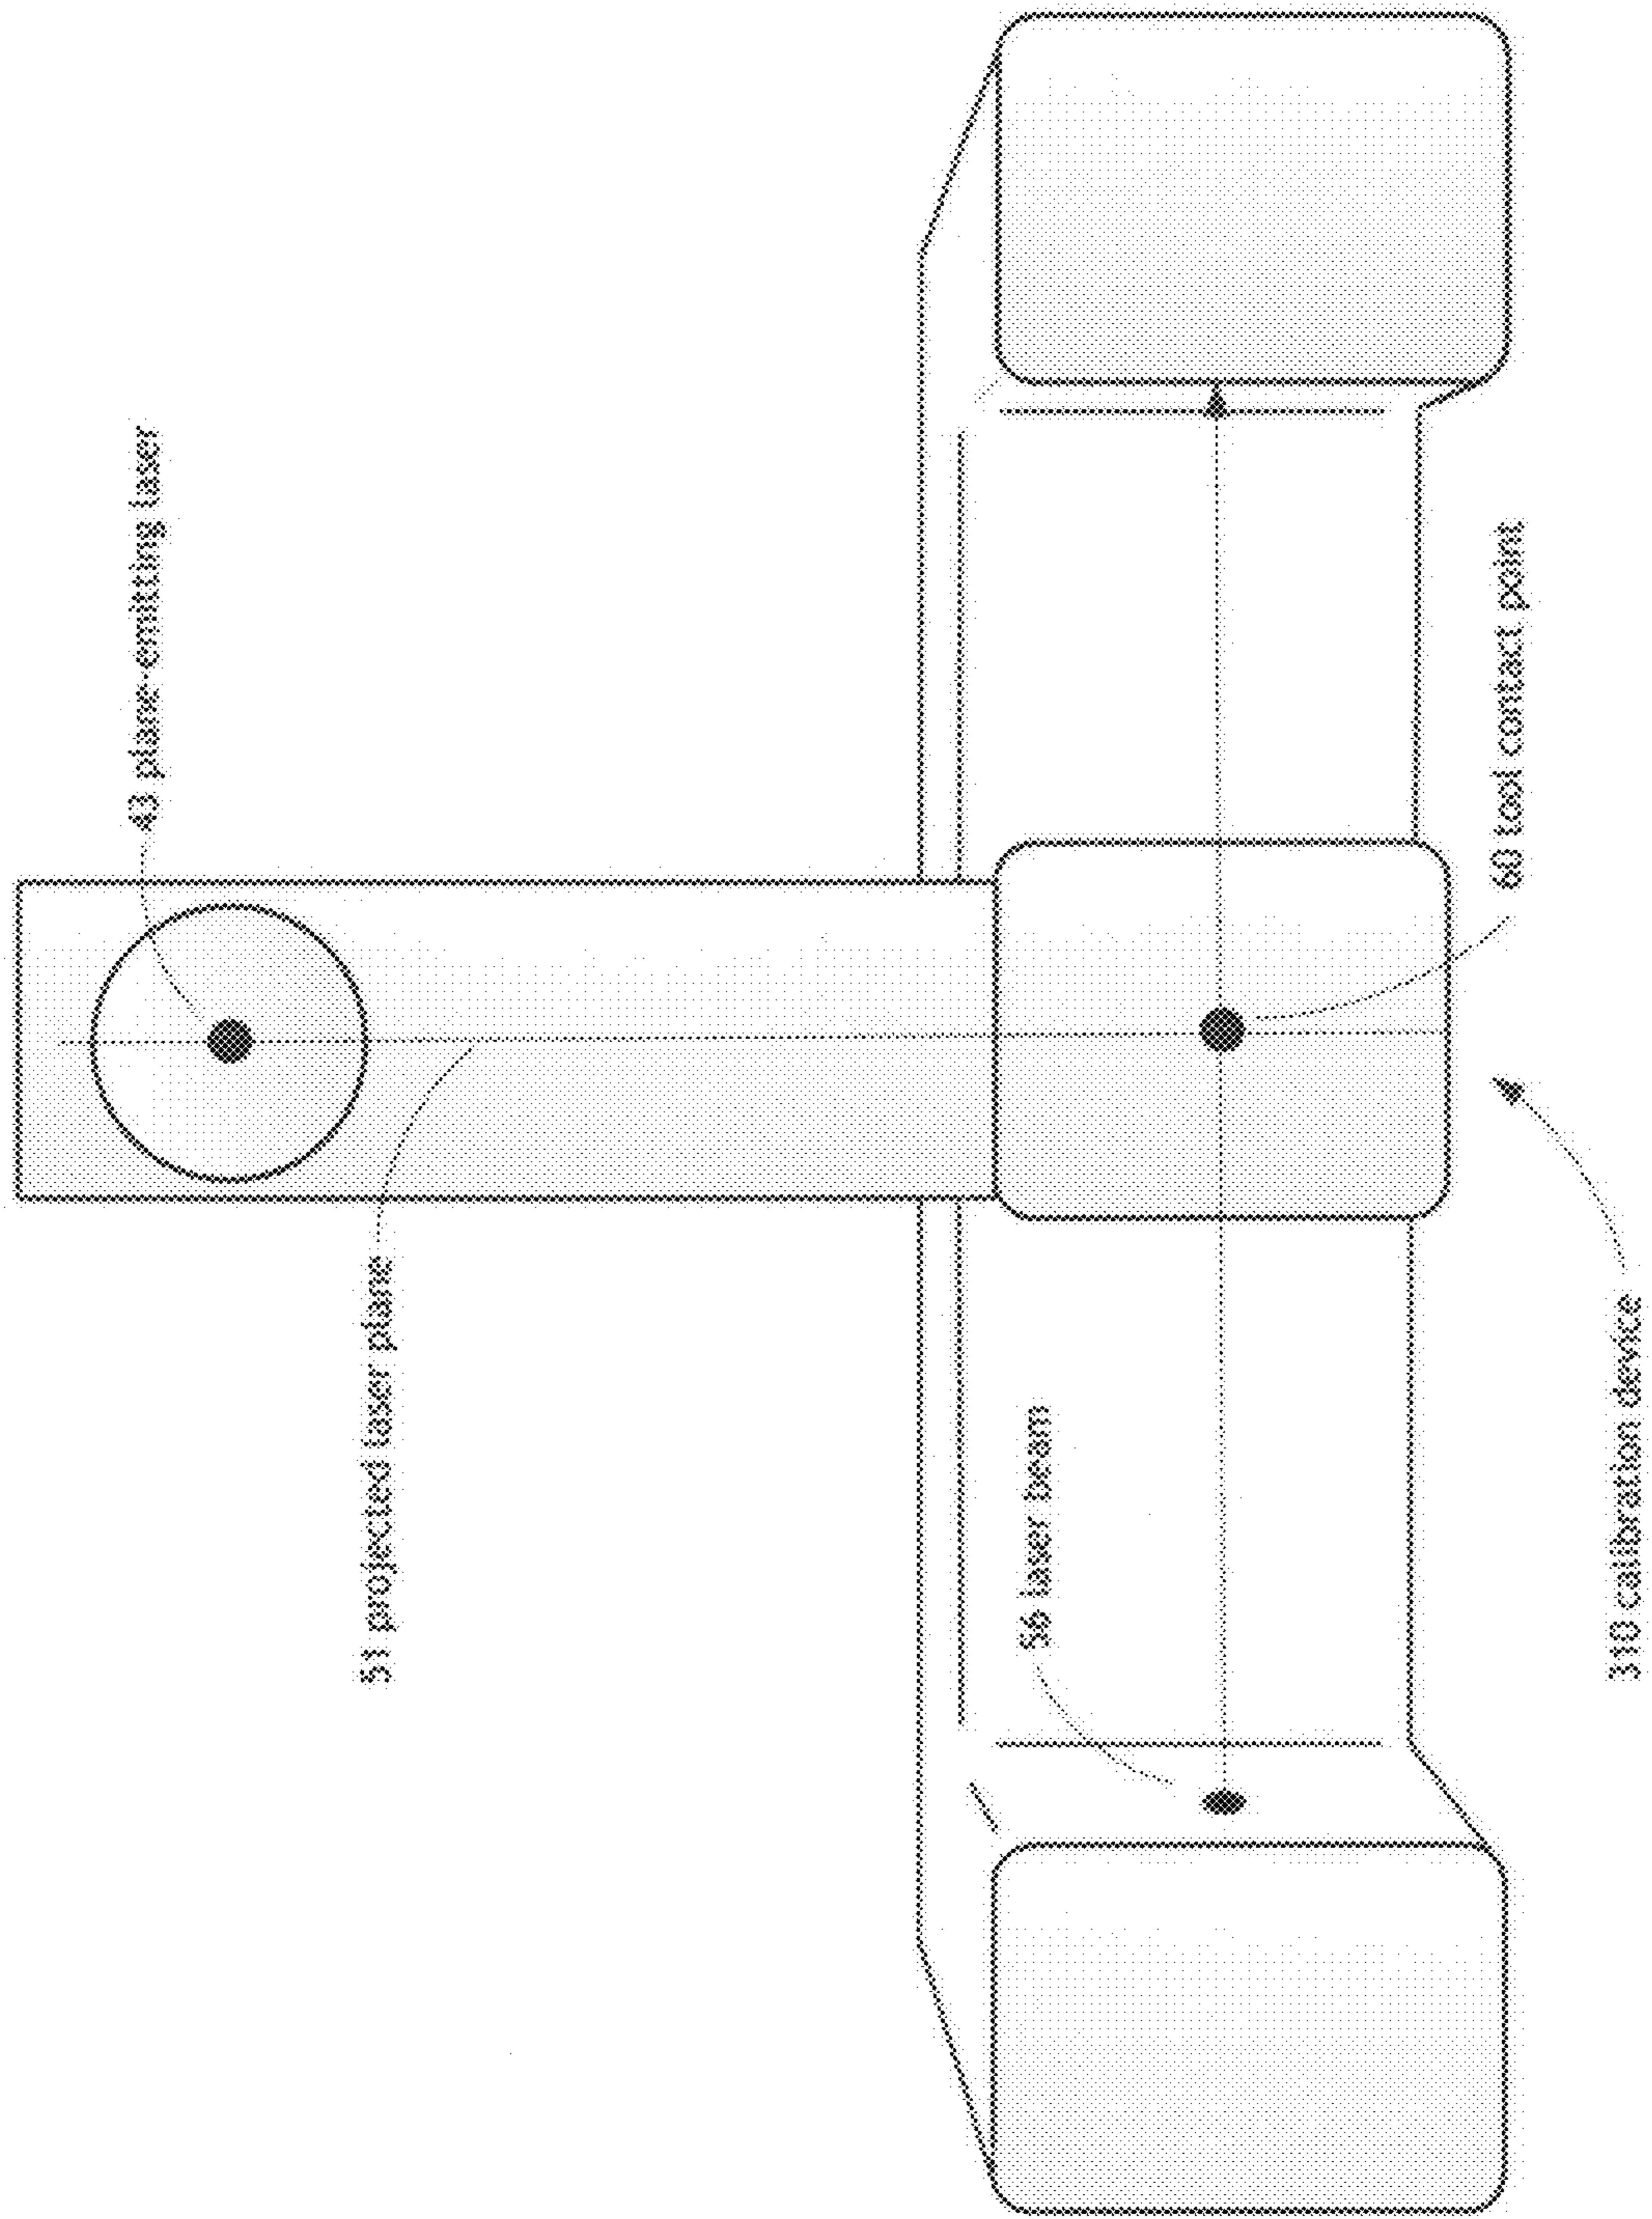 43 plane-emitting laser
51 projected laser plane
56 laser beam
60 tool contact point
310 calibration device